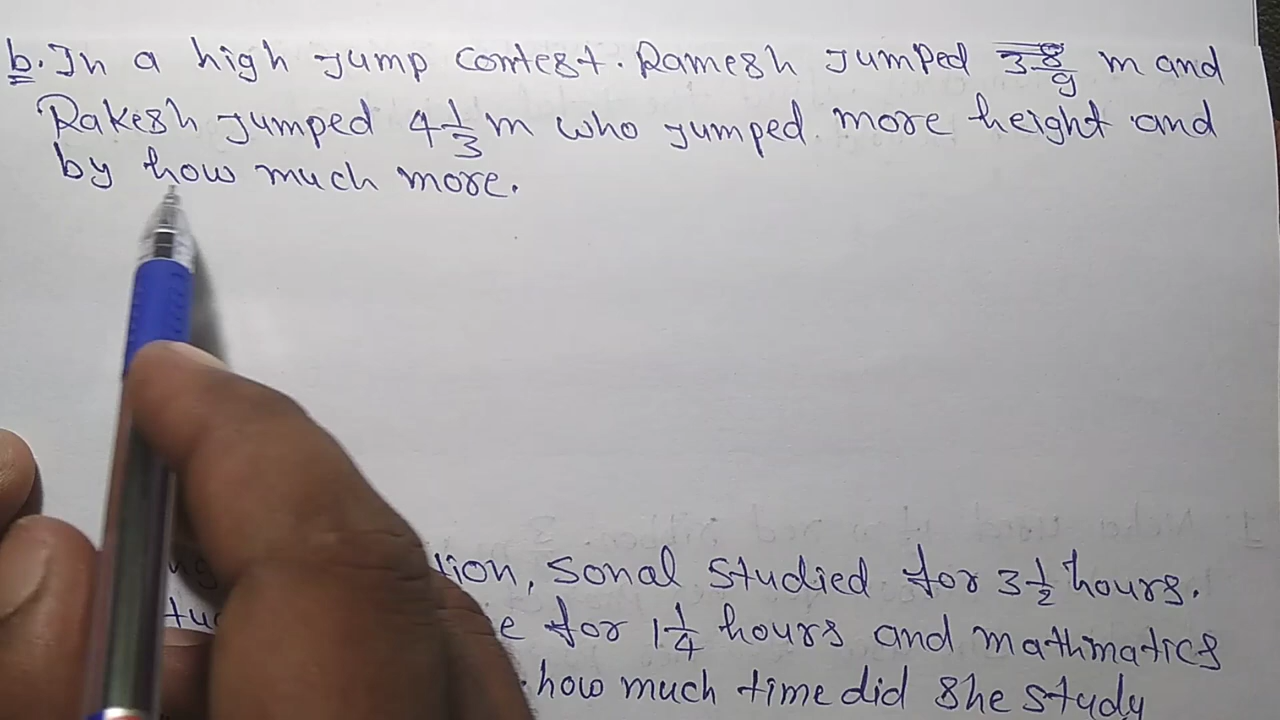 b. In a high jump contest. Ramesh jumped 3 8/9 m and
Rakesh jumped 4 1/3 m who jumped more height and
by how much more.
tion, Sonal studied for 3 1/2 hours.
for 1 1/4 hours and mathmatics
how much time did she study